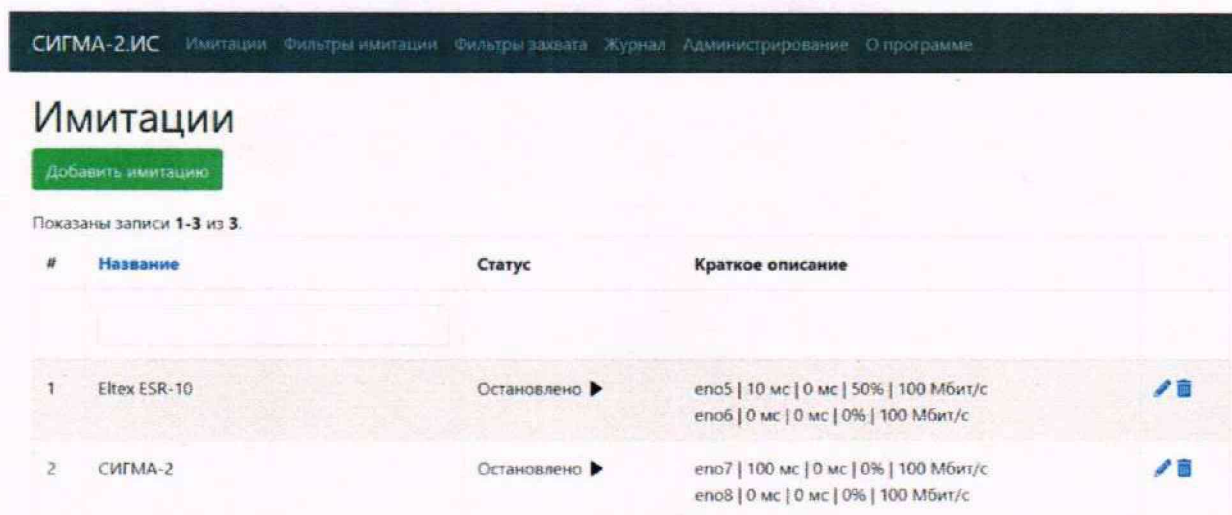 СИГМА-2.ИС Имитации Фильтры имитации Фильтры захвата Журнал Администрирование О программе
Имитации
Добавить имитацию
Показаны записи 1-3 из 3.
# Название Статус Краткое описание
1 Eltex ESR-10 Остановлено eno5 | 10 мс | 0 мс | 50% | 100 Мбит/с
eno6 | 0 мс | 0 мс | 0% | 100 Мбит/с
2 СИГМА-2 Остановлено eno7 | 100 мс | 0 мс | 0% | 100 Мбит/с
eno8 | 0 мс | 0 мс | 0% | 100 Мбит/с